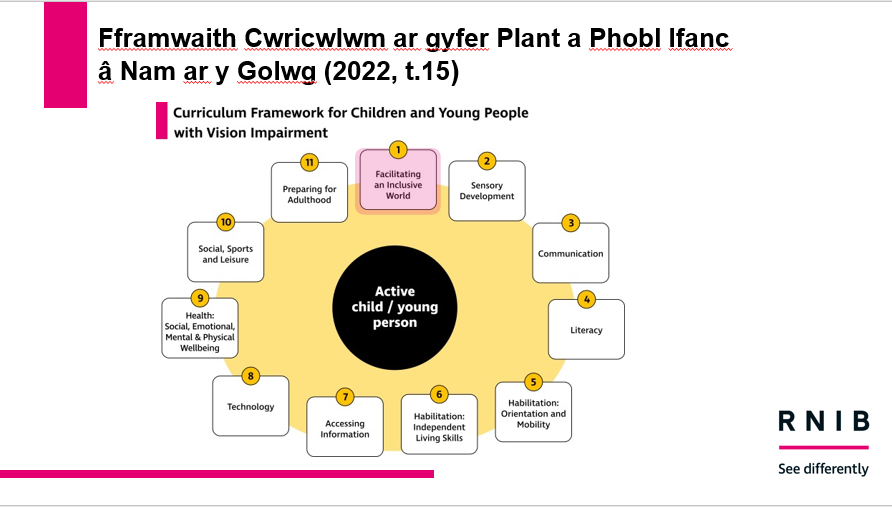 Fframwaith Cwricwlwm ar gyfer Plant a Phobl Ifanc
â Nam ar y Golwg (2022, t.15)
Curriculum Framework for Children and Young People
with Vision Impairment
1
Facilitating
an Inclusive
World
2
Sensory
Development
3
Communication
4
Literacy
5
Habilitation:
Orientation and
Mobility
6
Habilitation:
Independent
Living Skills
7
Accessing
Information
8
Technology
9
Health:
Social, Emotional,
Mental & Physical
Wellbeing
10
Social, Sports
and Leisure
11
Preparing for
Adulthood
Active
child / young
person
RNIB
See differently